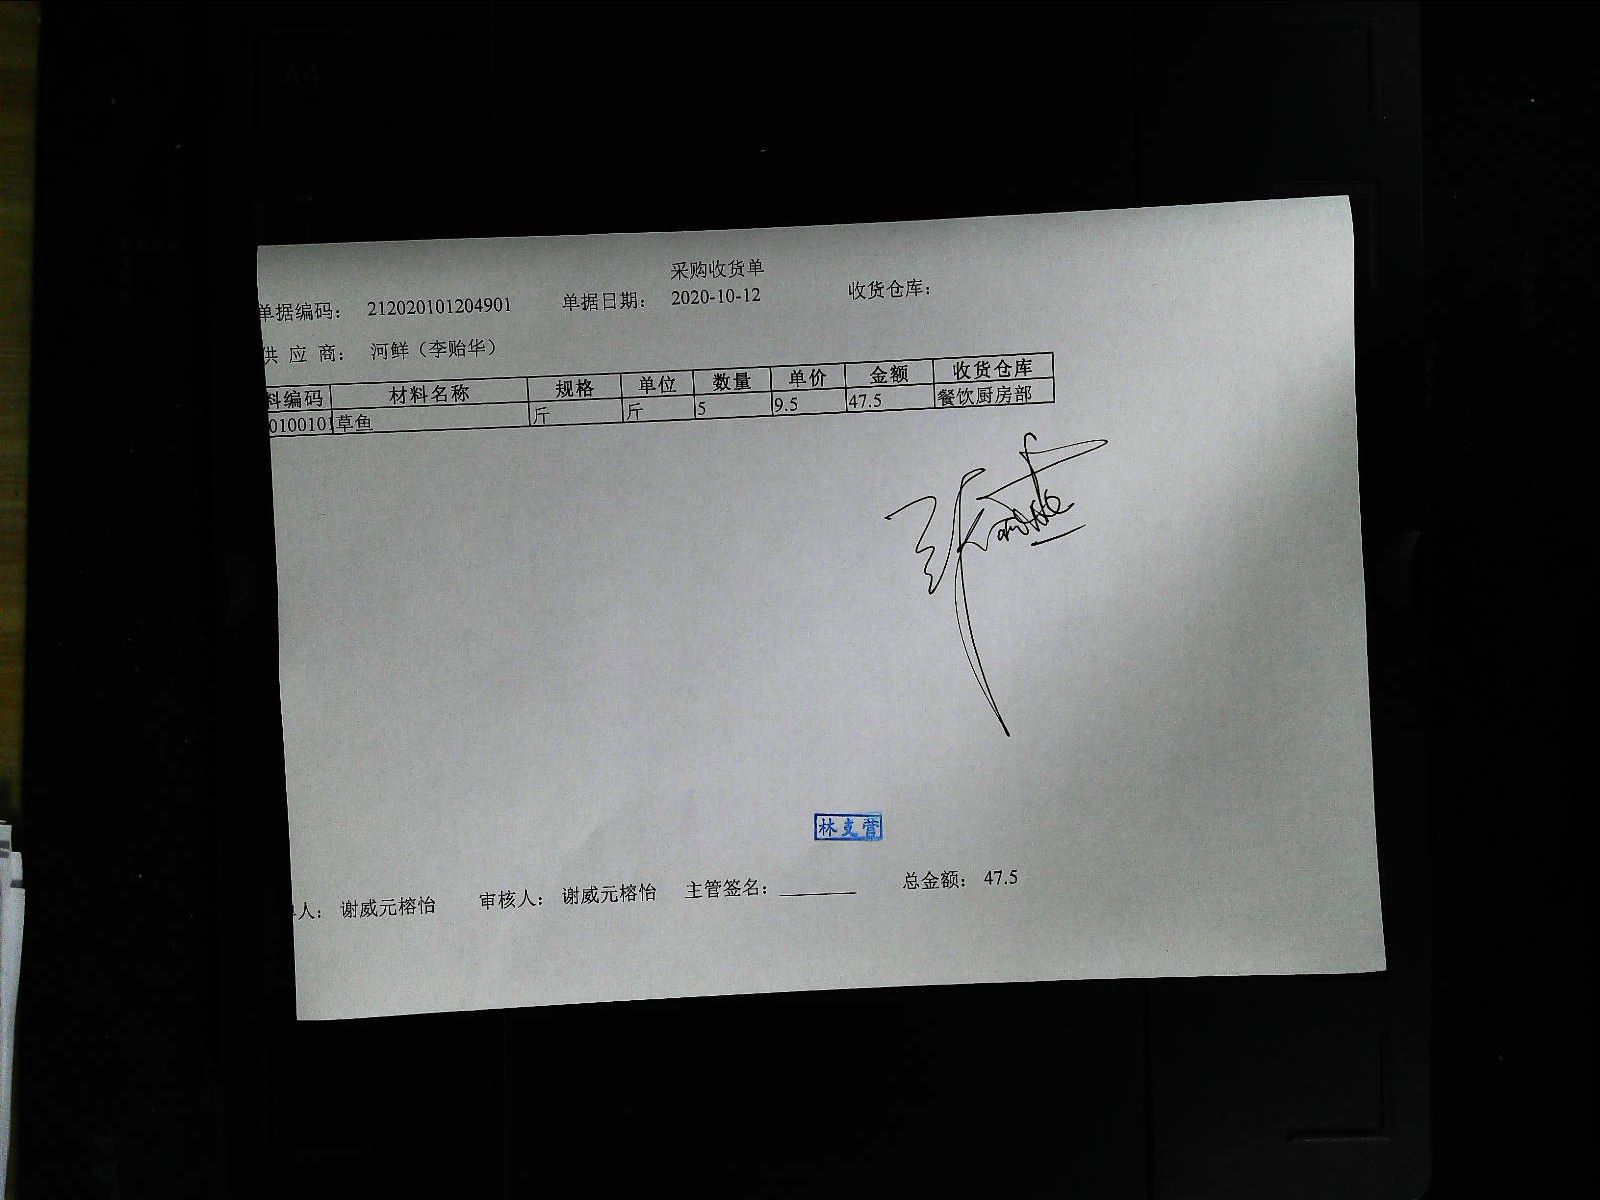 采购收货单
单据编码： 212020101204901 单据日期： 2020-10-12 收货仓库：
供 应 商： 河鲜（李贻华）
料编码 材料名称 规格 单位 数量 单价 金额 收货仓库
0100101 草鱼 斤 斤 5 9.5 47.5 餐饮厨房部
林支营
人： 谢威元榕怡 审核人： 谢威元榕怡 主管签名：________ 总金额： 47.5